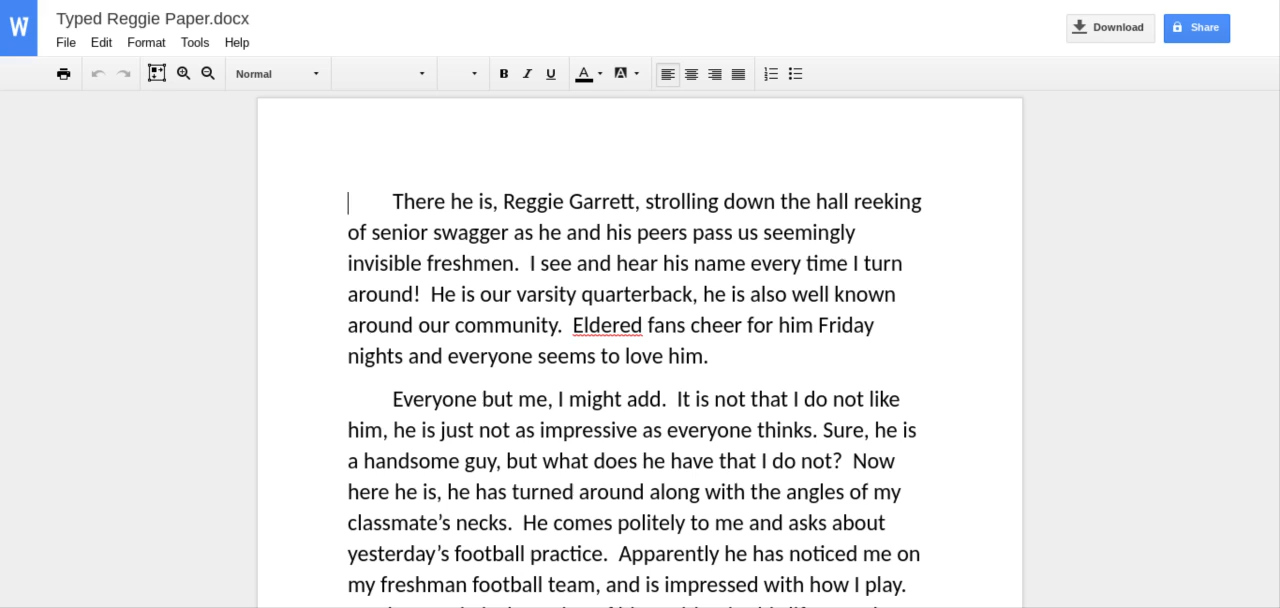 Typed Reggie Paper.docx
File Edit Format Tools Help
Download Share
Normal B I U A A
There he is, Reggie Garrett, strolling down the hall reeking
of senior swagger as he and his peers pass us seemingly
invisible freshmen.  I see and hear his name every time I turn
around!  He is our varsity quarterback, he is also well known
around our community.  Eldered fans cheer for him Friday
nights and everyone seems to love him.
Everyone but me, I might add.  It is not that I do not like
him, he is just not as impressive as everyone thinks. Sure, he is
a handsome guy, but what does he have that I do not?  Now
here he is, he has turned around along with the angles of my
classmate’s necks.  He comes politely to me and asks about
yesterday’s football practice.  Apparently he has noticed me on
my freshman football team, and is impressed with how I play.